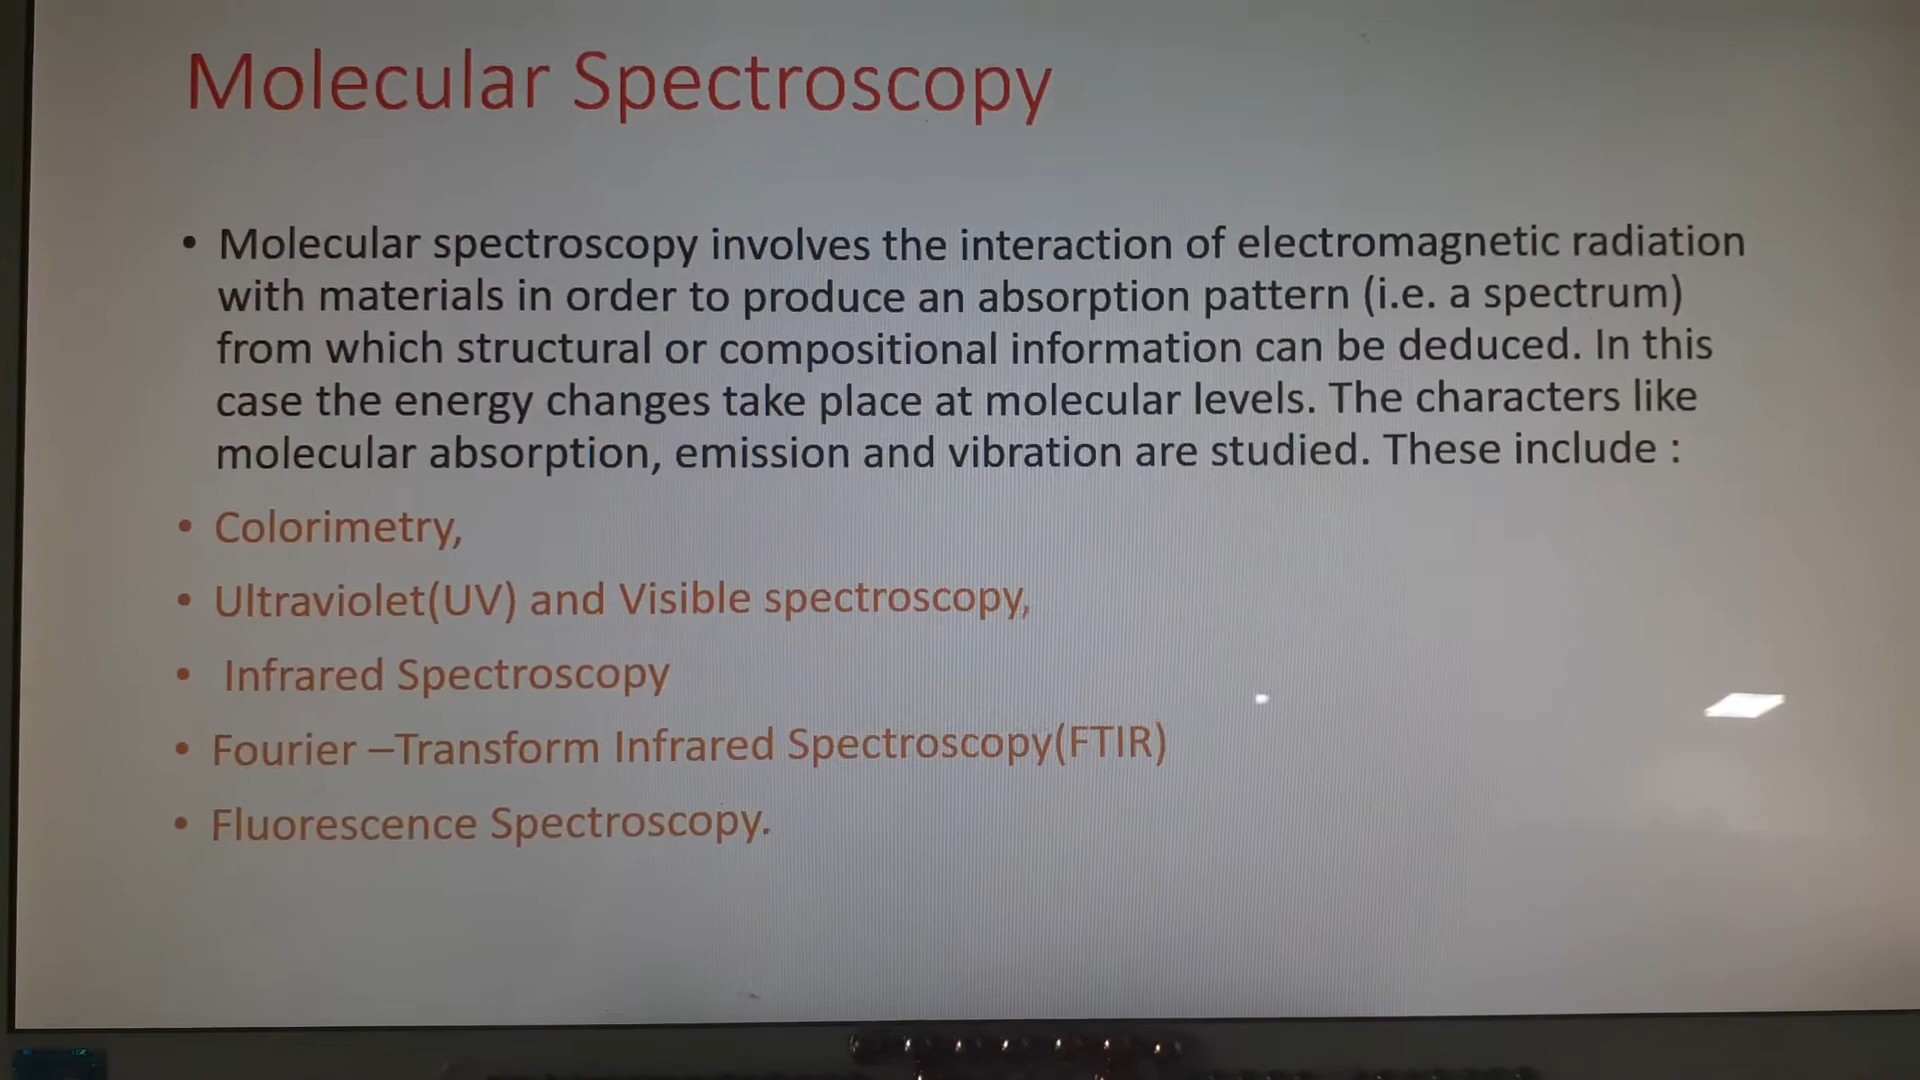 Molecular Spectroscopy
• Molecular spectroscopy involves the interaction of electromagnetic radiation
with materials in order to produce an absorption pattern (i.e. a spectrum)
from which structural or compositional information can be deduced. In this
case the energy changes take place at molecular levels. The characters like
molecular absorption, emission and vibration are studied. These include :
• Colorimetry,
• Ultraviolet(UV) and Visible spectroscopy,
• Infrared Spectroscopy
• Fourier –Transform Infrared Spectroscopy(FTIR)
• Fluorescence Spectroscopy.